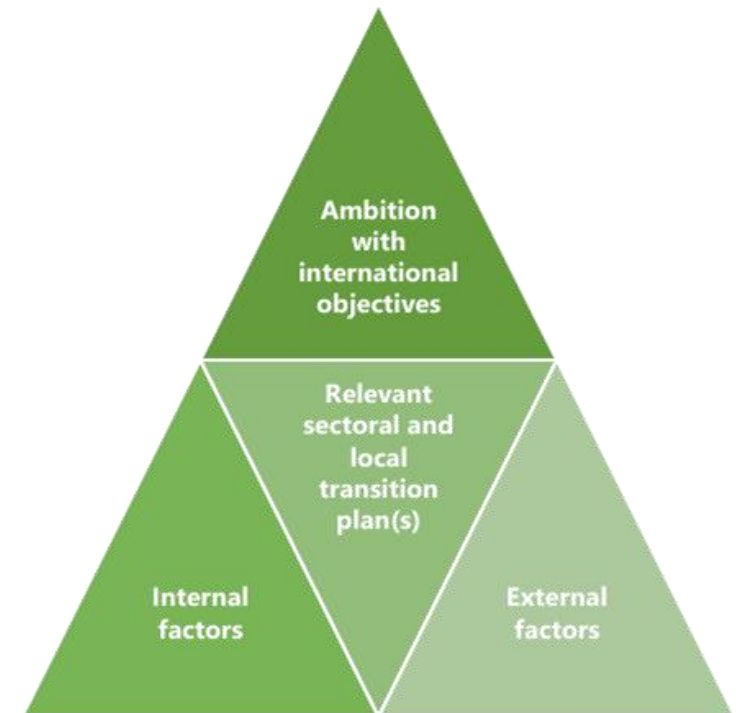 Ambition
with
international
objectives
Relevant
sectoral and
local
transition
plan(s)
Internal
factors
External
factors